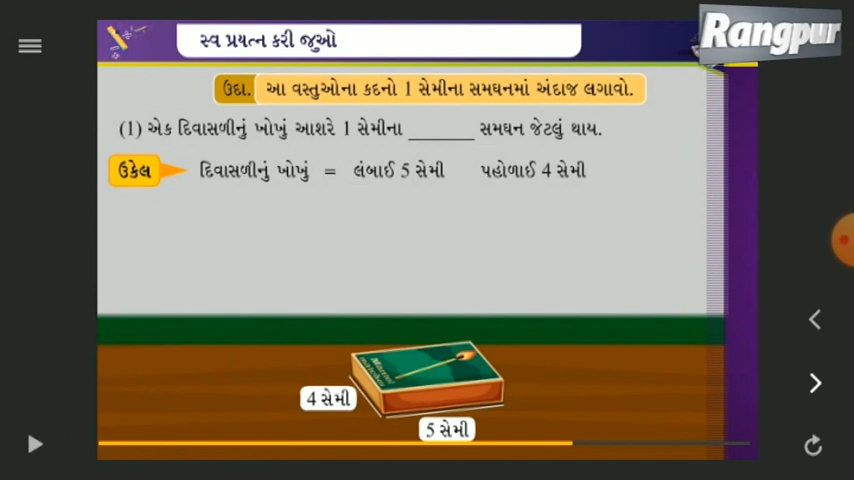 Rangpur
સ્વ પ્રયત્ન કરી જુઓ
ઉદા. આ વસ્તુઓના કદનો 1 સેમીના સમઘનમાં અંદાજ લગાવો.
(1) એક દિવાસળીનું ખોખું આશરે 1 સેમીના ______ સમઘન જેટલું થાય.
ઉકેલ દિવાસળીનું ખોખું = લંબાઈ 5 સેમી પહોળાઈ 4 સેમી
4 સેમી
5 સેમી